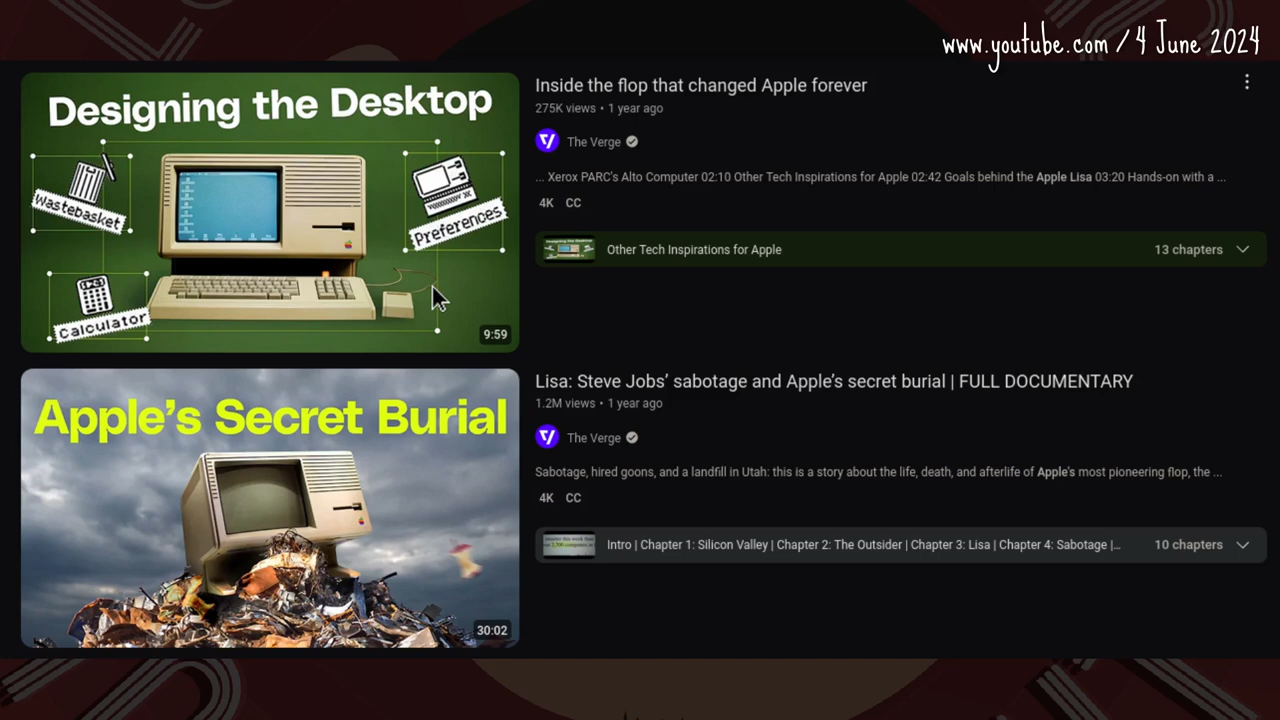 www.youtube.com / 4 June 2024
Designing the Desktop
Wastebasket
Preferences
Calculator
9:59
Inside the flop that changed Apple forever
275K views • 1 year ago
The Verge
... Xerox PARC's Alto Computer 02:10 Other Tech Inspirations for Apple 02:42 Goals behind the Apple Lisa 03:20 Hands-on with a ...
4K CC
Other Tech Inspirations for Apple 13 chapters
Apple's Secret Burial
30:02
Lisa: Steve Jobs' sabotage and Apple's secret burial | FULL DOCUMENTARY
1.2M views • 1 year ago
The Verge
Sabotage, hired goons, and a landfill in Utah: this is a story about the life, death, and afterlife of Apple's most pioneering flop, the ...
4K CC
Intro | Chapter 1: Silicon Valley | Chapter 2: The Outsider | Chapter 3: Lisa | Chapter 4: Sabotage |... 10 chapters